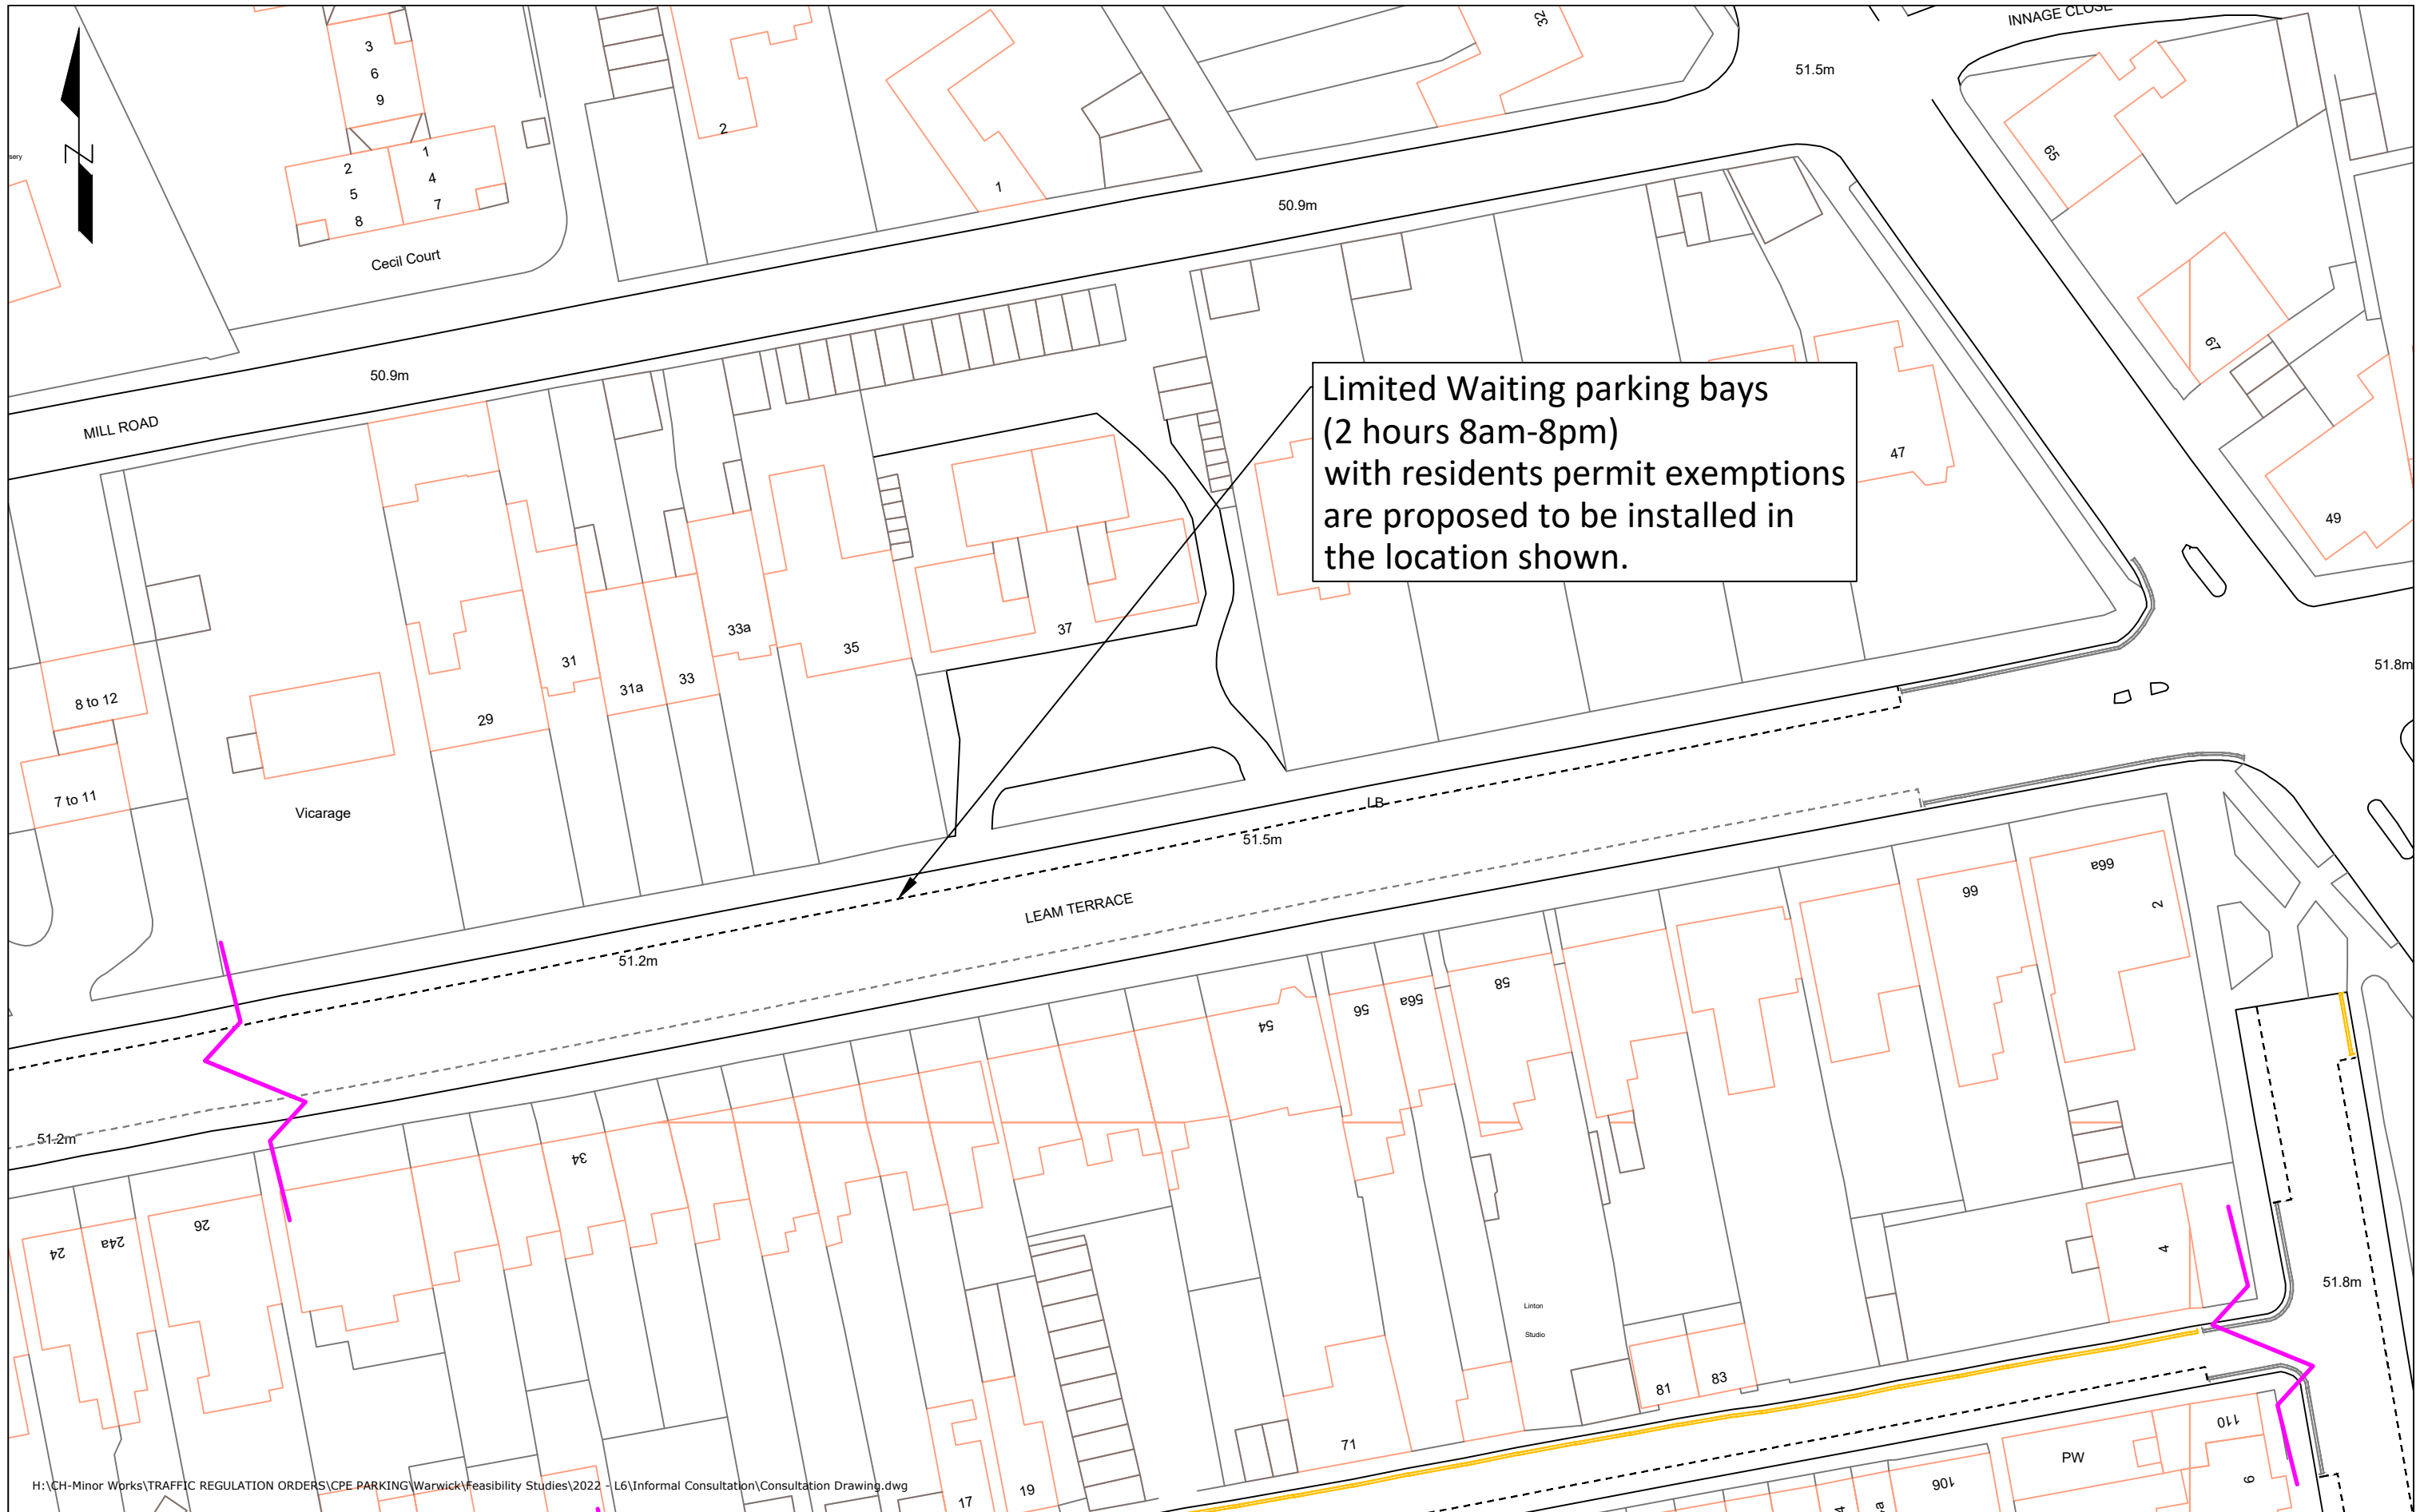 INNAGE CLOSE
32
3
6
9
51.5m
2
1
2
4
5
7
8
1
65
50.9m
Cecil Court
67
50.9m
MILL ROAD
Limited Waiting parking bays
(2 hours 8am-8pm)
with residents permit exemptions
are proposed to be installed in
the location shown.
47
49
33a
37
35
31
31a
33
51.8m
8 to 12
29
7 to 11
Vicarage
LB
51.5m
66a
66
2
LEAM TERRACE
51.2m
58
56a
56
54
51.2m
34
26
24a
24
4
51.8m
Linton
Studio
83
81
71
110
PW
106
6
H:\CH-Minor Works\TRAFFIC REGULATION ORDERS\CPE PARKING\Warwick\Feasibility Studies\2022 - L6\Informal Consultation\Consultation Drawing.dwg
19
17